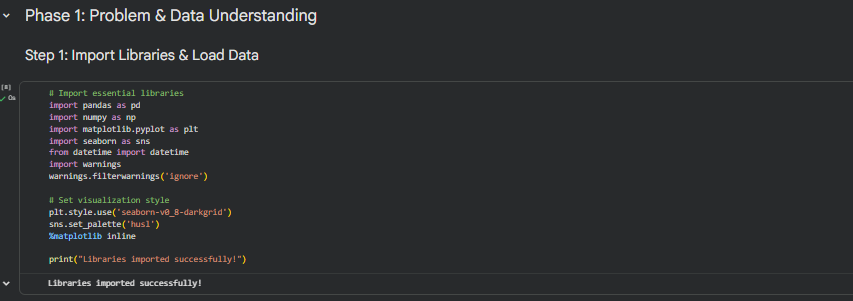 Phase 1: Problem & Data Understanding
Step 1: Import Libraries & Load Data
# Import essential libraries
import pandas as pd
import numpy as np
import matplotlib.pyplot as plt
import seaborn as sns
from datetime import datetime
import warnings
warnings.filterwarnings('ignore')
# Set visualization style
plt.style.use('seaborn-v0_8-darkgrid')
sns.set_palette('husl')
%matplotlib inline
print("Libraries imported successfully!")
Libraries imported successfully!